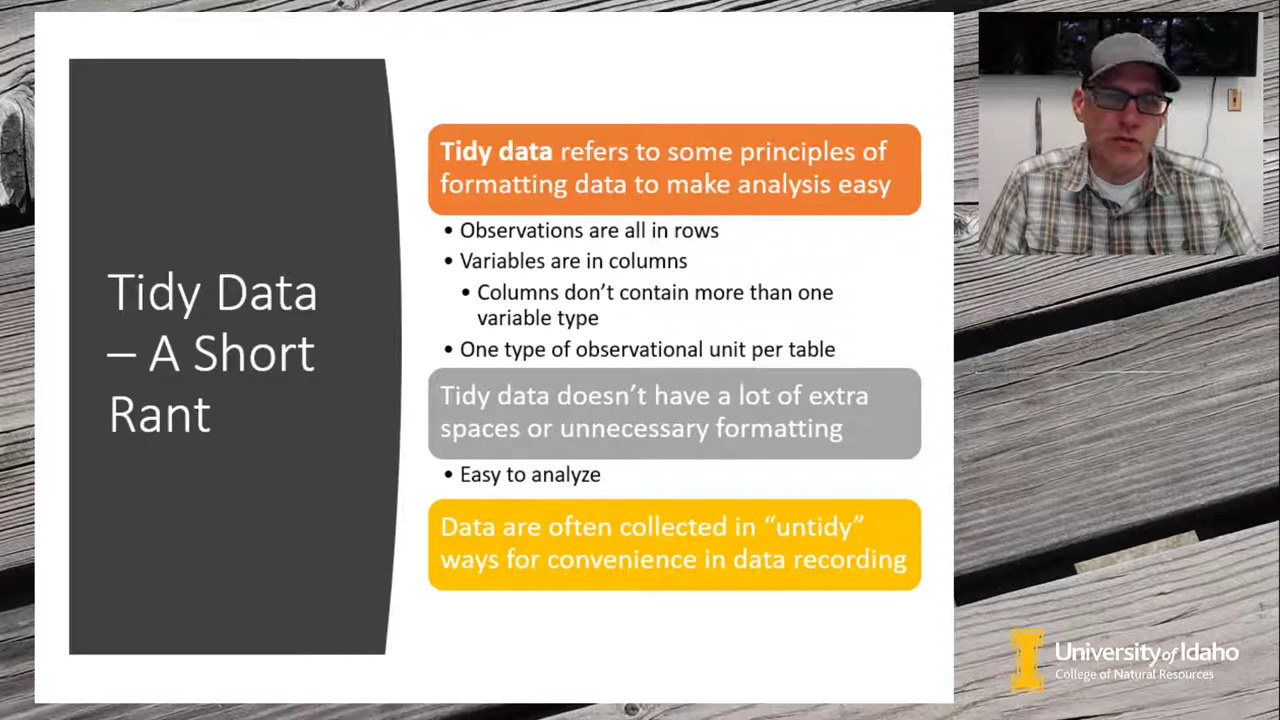 Tidy Data
– A Short
Rant
Tidy data refers to some principles of
formatting data to make analysis easy
• Observations are all in rows
• Variables are in columns
• Columns don’t contain more than one
variable type
• One type of observational unit per table
Tidy data doesn’t have a lot of extra
spaces or unnecessary formatting
• Easy to analyze
Data are often collected in “untidy”
ways for convenience in data recording
I
University of Idaho
College of Natural Resources